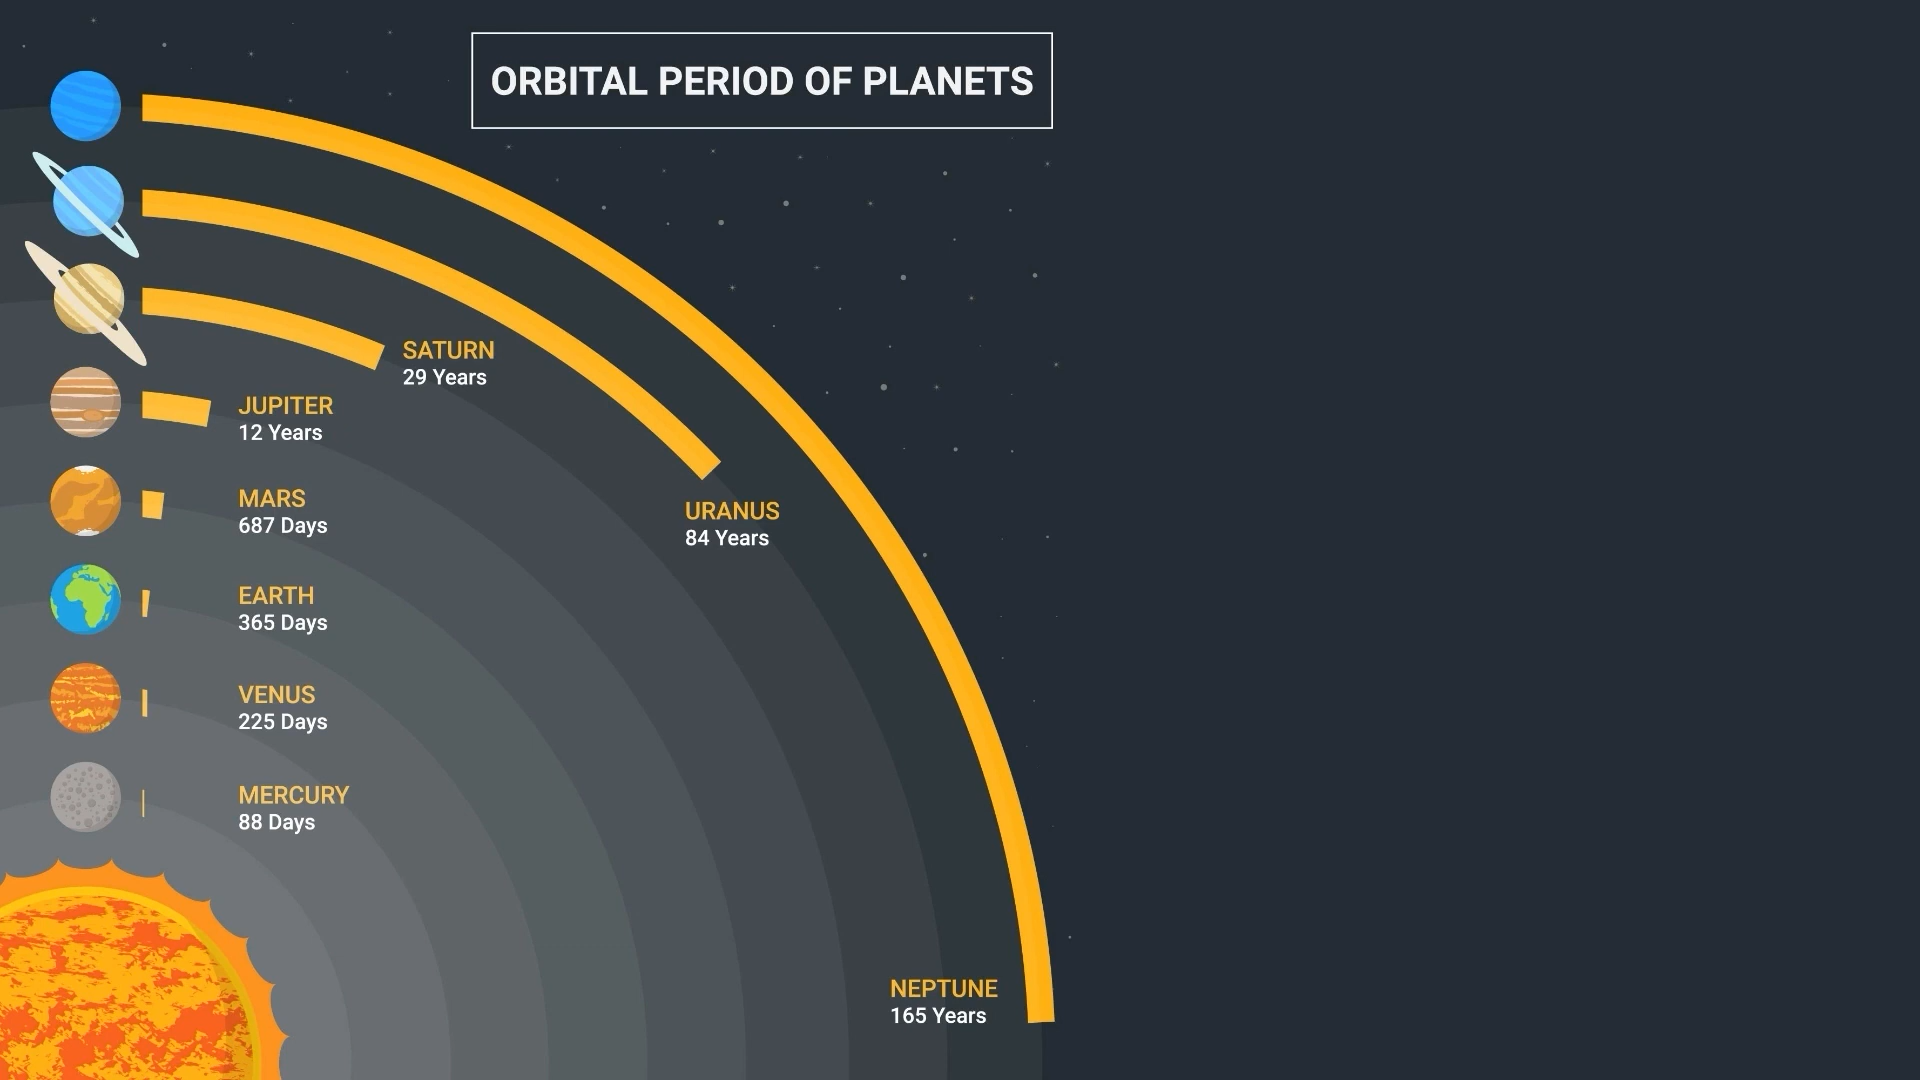 ORBITAL PERIOD OF PLANETS
SATURN
29 Years
JUPITER
12 Years
MARS
687 Days
URANUS
84 Years
EARTH
365 Days
VENUS
225 Days
MERCURY
88 Days
NEPTUNE
165 Years